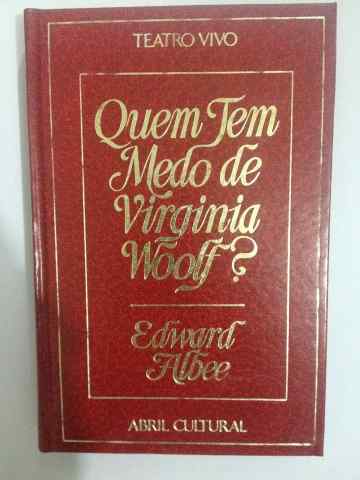 TEATRO VIVO
Quem Tem
Medo de
Virginia
Woolf?
Edward
Albee
ABRIL CULTURAL